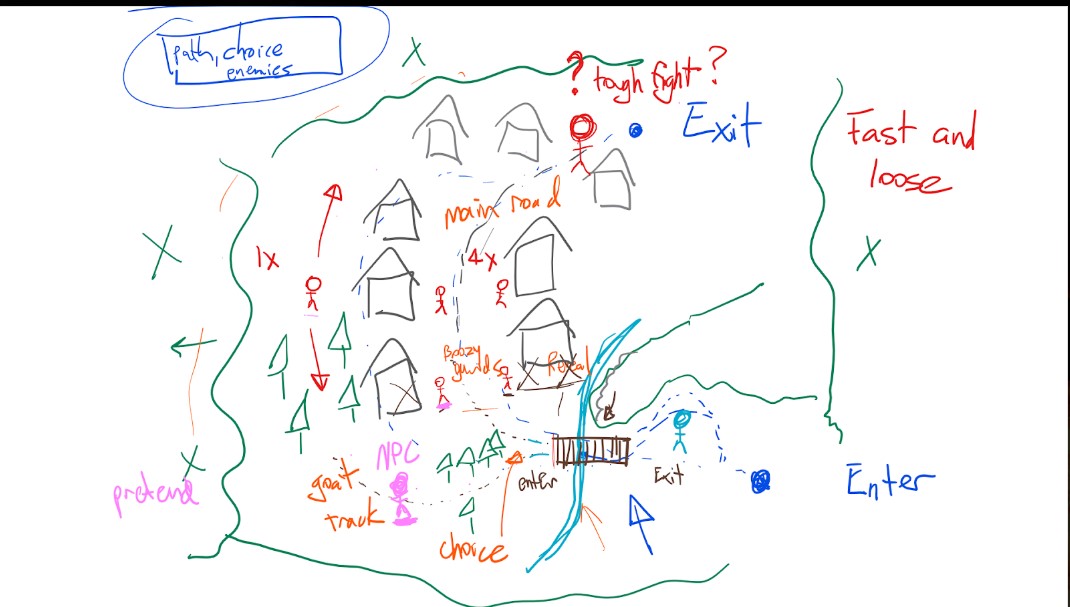 path, choice
enemies
? tough fight ?
Exit
Fast and
loose
main road
1x
4x
Boozy
guards
Reveal
NPC
goat
track
pretend
enter
Exit
Enter
choice